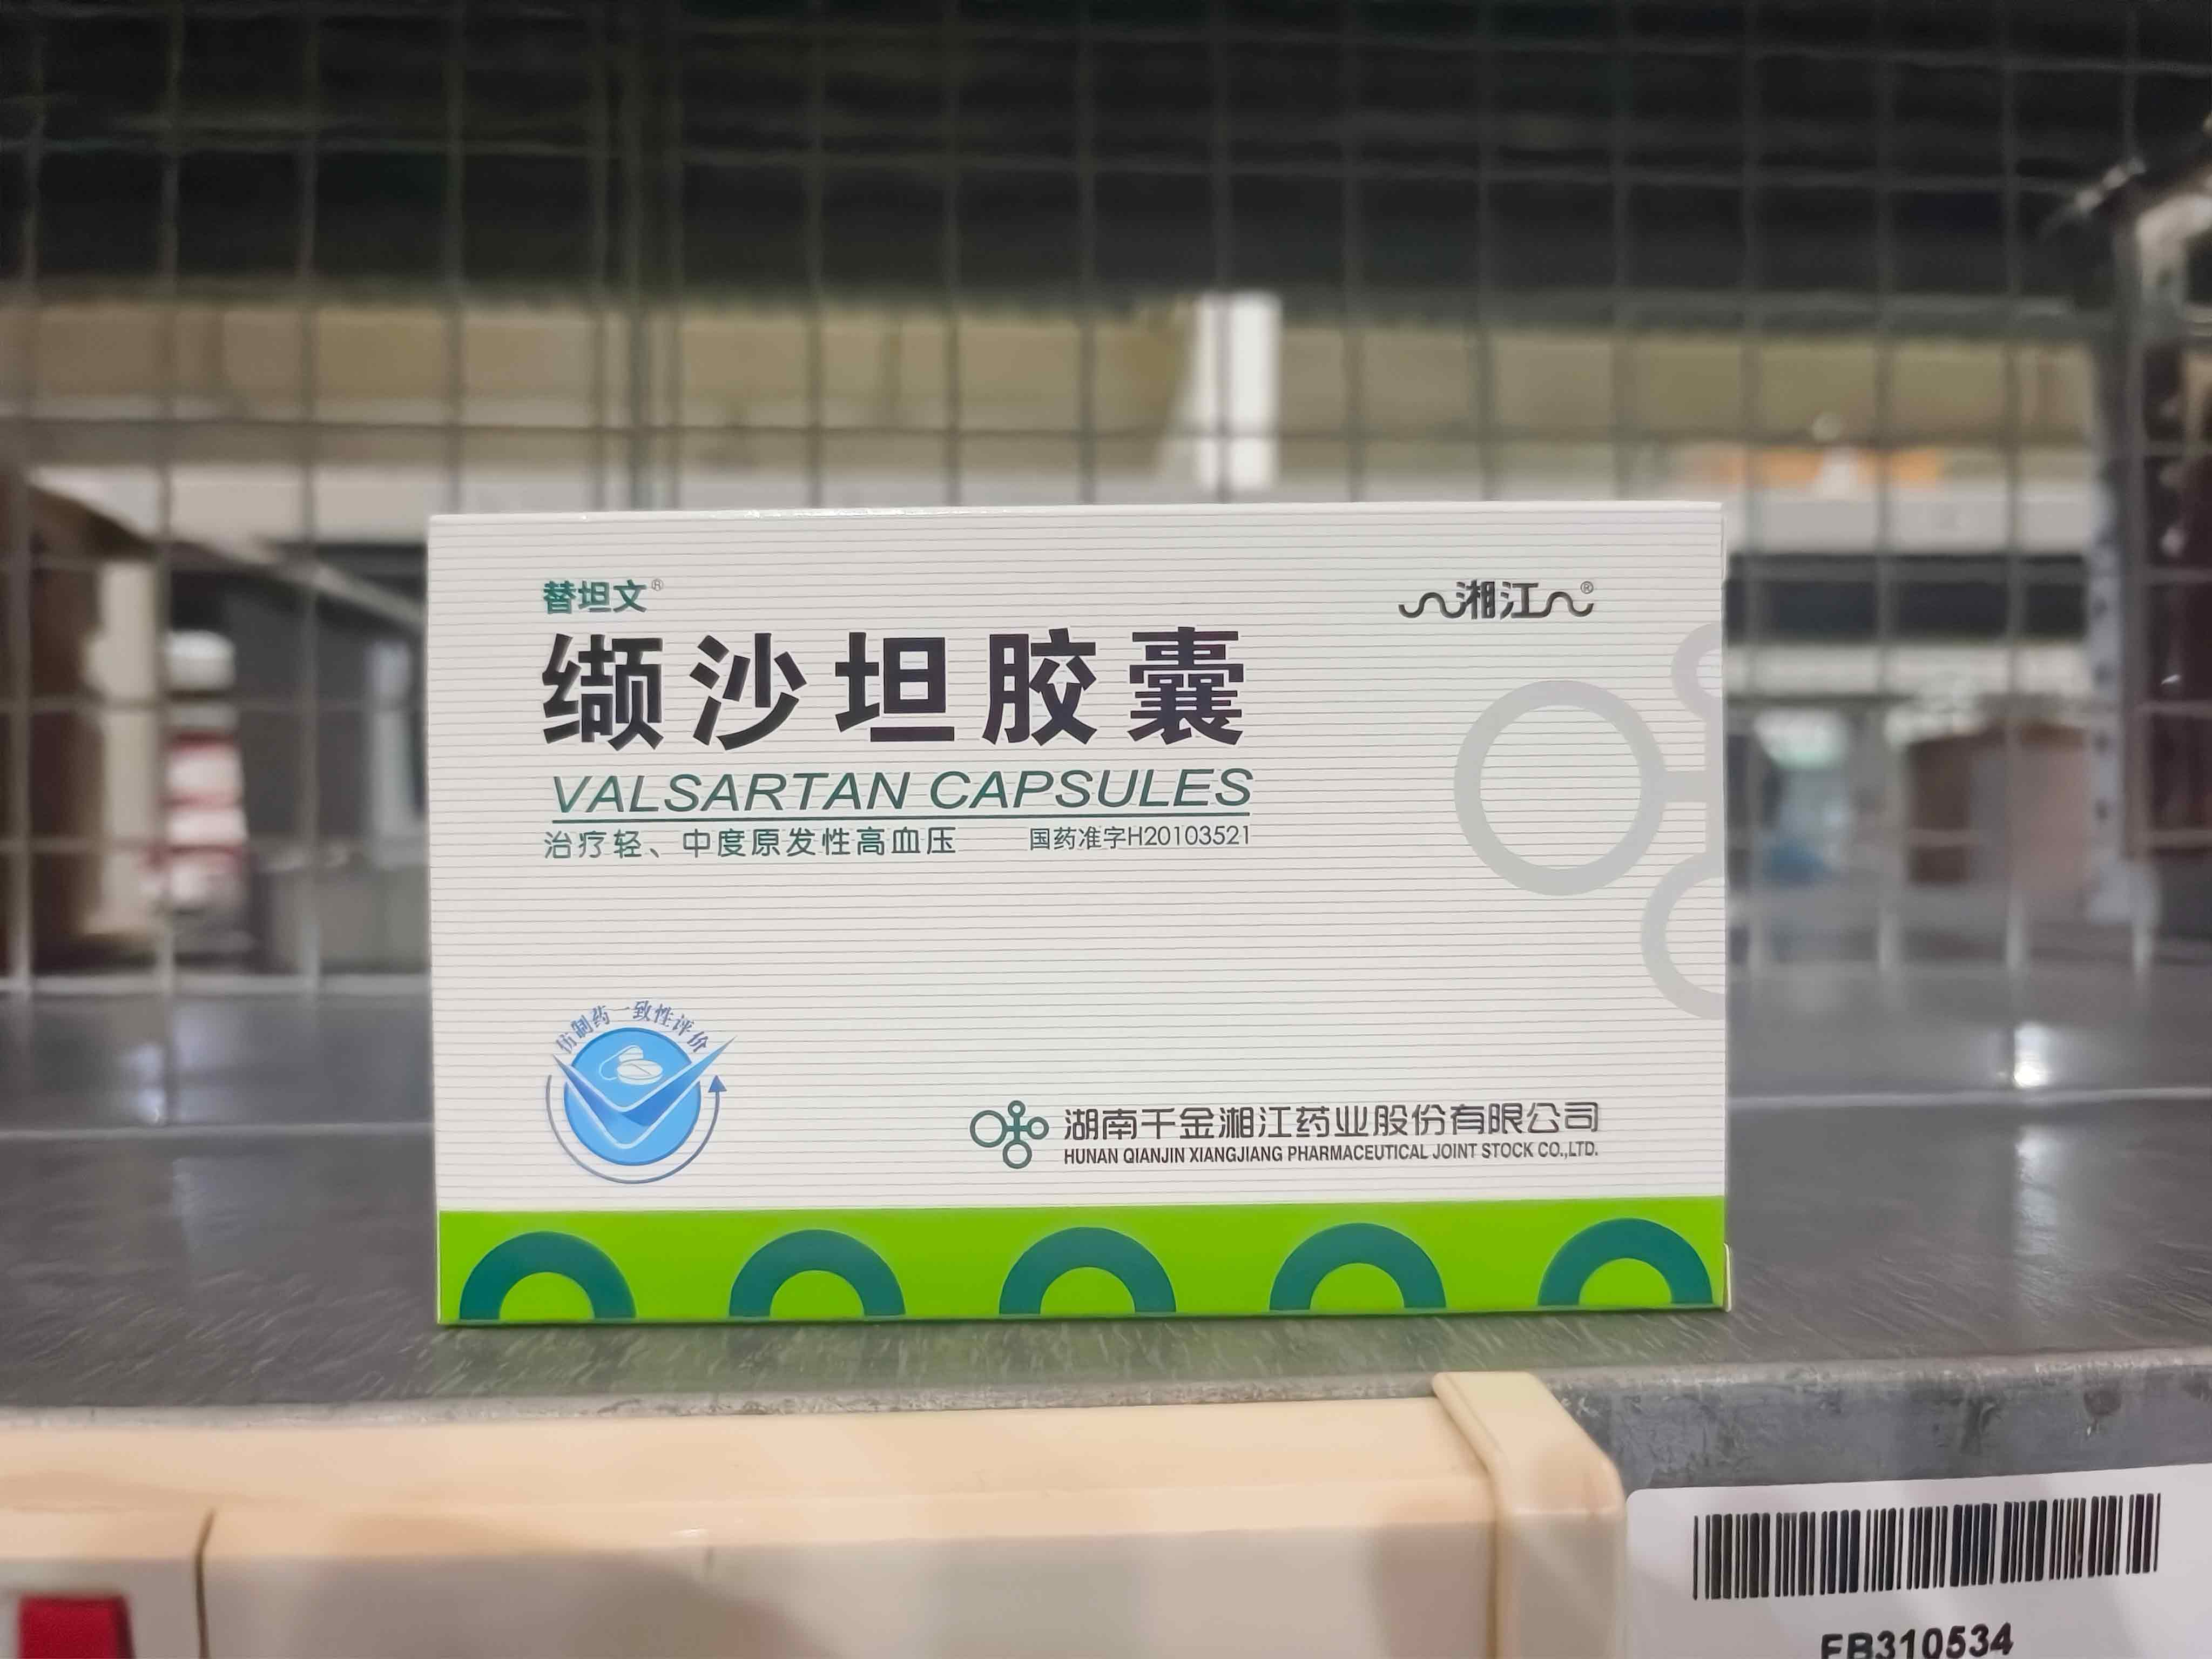 替坦文®
湘江®
缬沙坦胶囊
VALSARTAN CAPSULES
治疗轻、中度原发性高血压
国药准字H20103521
仿制药一致性评价
湖南千金湘江药业股份有限公司
HUNAN QIANJIN XIANGJIANG PHARMACEUTICAL JOINT STOCK CO.,LTD.
FB310534